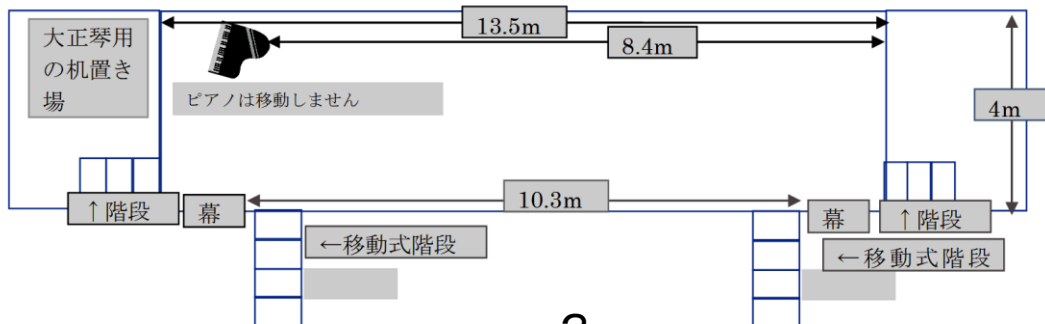 13.5m
大正琴用
の机置き
場
8.4m
ピアノは移動しません
4m
10.3m
↑階段
幕
幕
↑階段
←移動式階段
←移動式階段